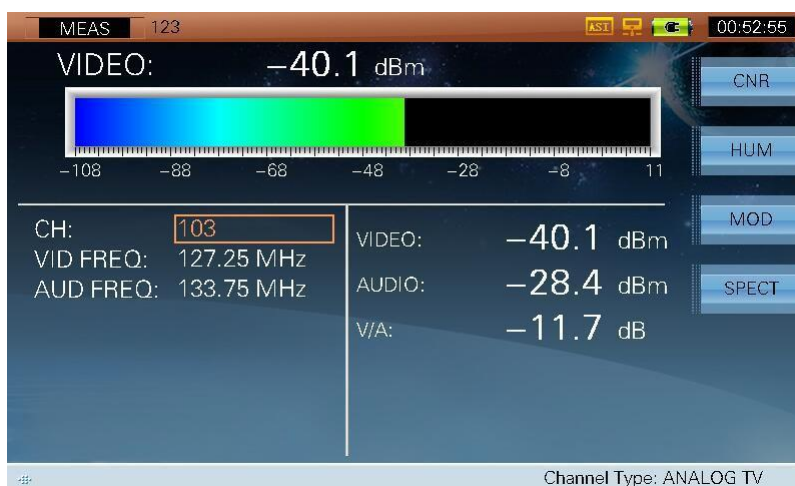 MEAS 123 ASI 00:52:55
VIDEO: −40.1 dBm
CNR
−108 −88 −68 −48 −28 −8 11
HUM
CH: 103
VID FREQ: 127.25 MHz
AUD FREQ: 133.75 MHz
VIDEO: −40.1 dBm
AUDIO: −28.4 dBm
V/A: −11.7 dB
MOD
SPECT
Channel Type: ANALOG TV